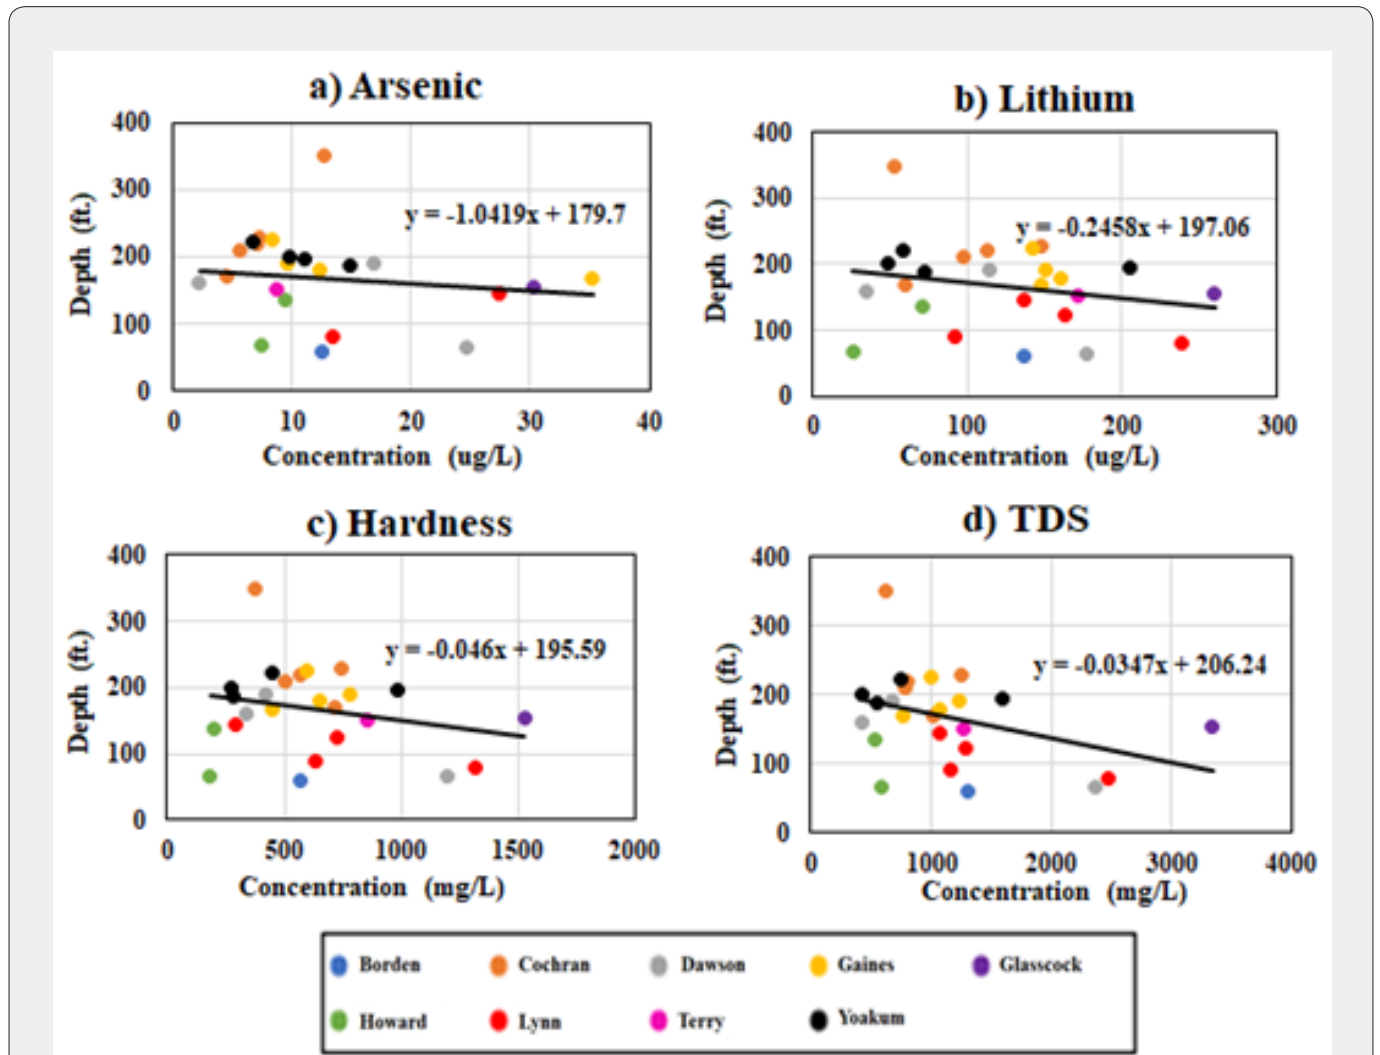 a) Arsenic
400
300
200
100
0
Depth (ft.)
y = -1.0419x + 179.7
0 10 20 30 40
Concentration (ug/L)
b) Lithium
400
300
200
100
0
Depth (ft.)
y = -0.2458x + 197.06
0 100 200 300
Concentration (ug/L)
c) Hardness
400
300
200
100
0
Depth (ft.)
y = -0.046x + 195.59
0 500 1000 1500 2000
Concentration (mg/L)
d) TDS
400
300
200
100
0
Depth (ft.)
y = -0.0347x + 206.24
0 1000 2000 3000 4000
Concentration (mg/L)
Borden Cochran Dawson Gaines Glasscock
Howard Lynn Terry Yoakum